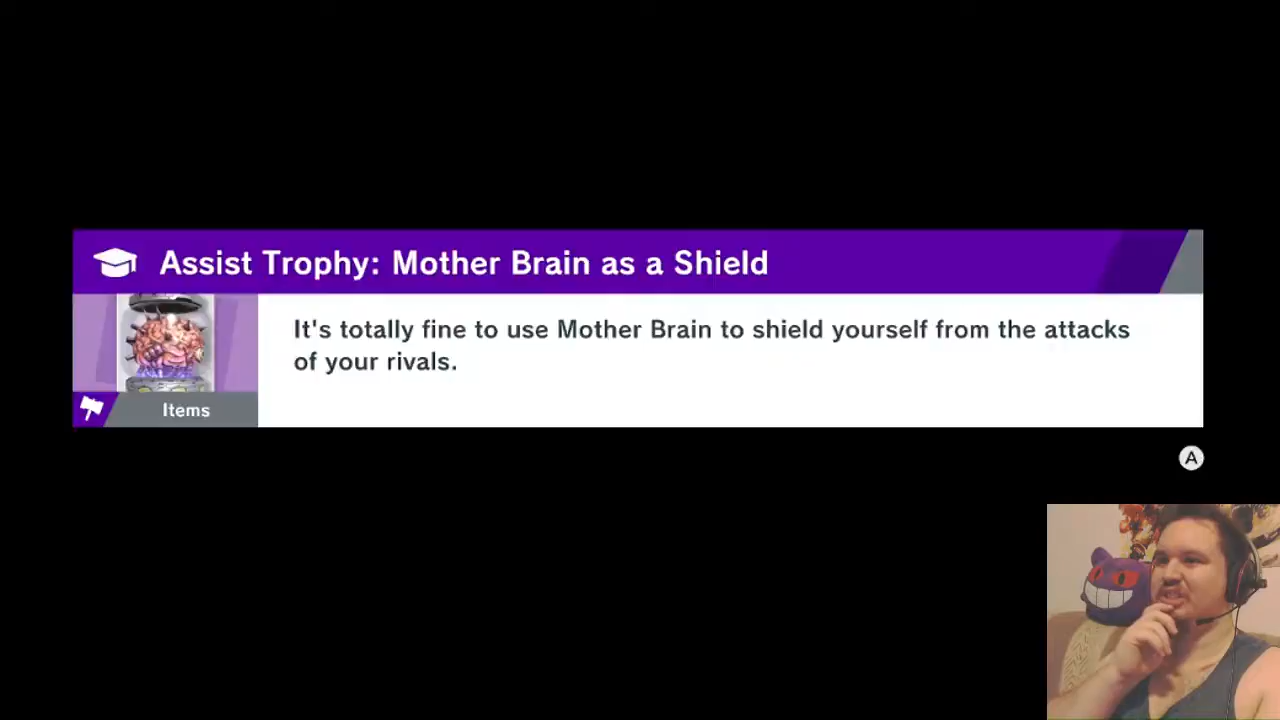 Assist Trophy: Mother Brain as a Shield
It's totally fine to use Mother Brain to shield yourself from the attacks
of your rivals.
Items
A